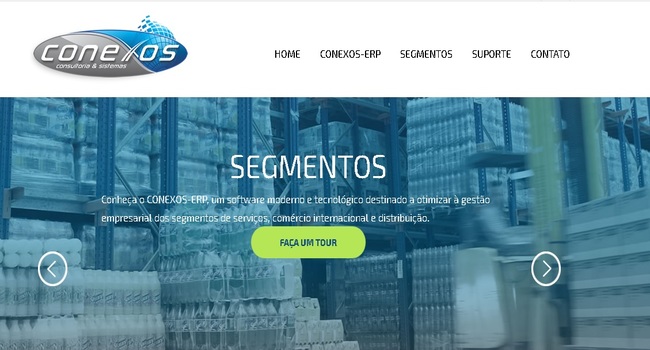 conexos
consultoria & sistemas
HOME CONEXOS-ERP SEGMENTOS SUPORTE CONTATO
SEGMENTOS
Conheça o CONEXOS-ERP, um software moderno e tecnológico destinado a otimizar à gestão
empresarial dos segmentos de serviços, comércio internacional e distribuição.
FAÇA UM TOUR